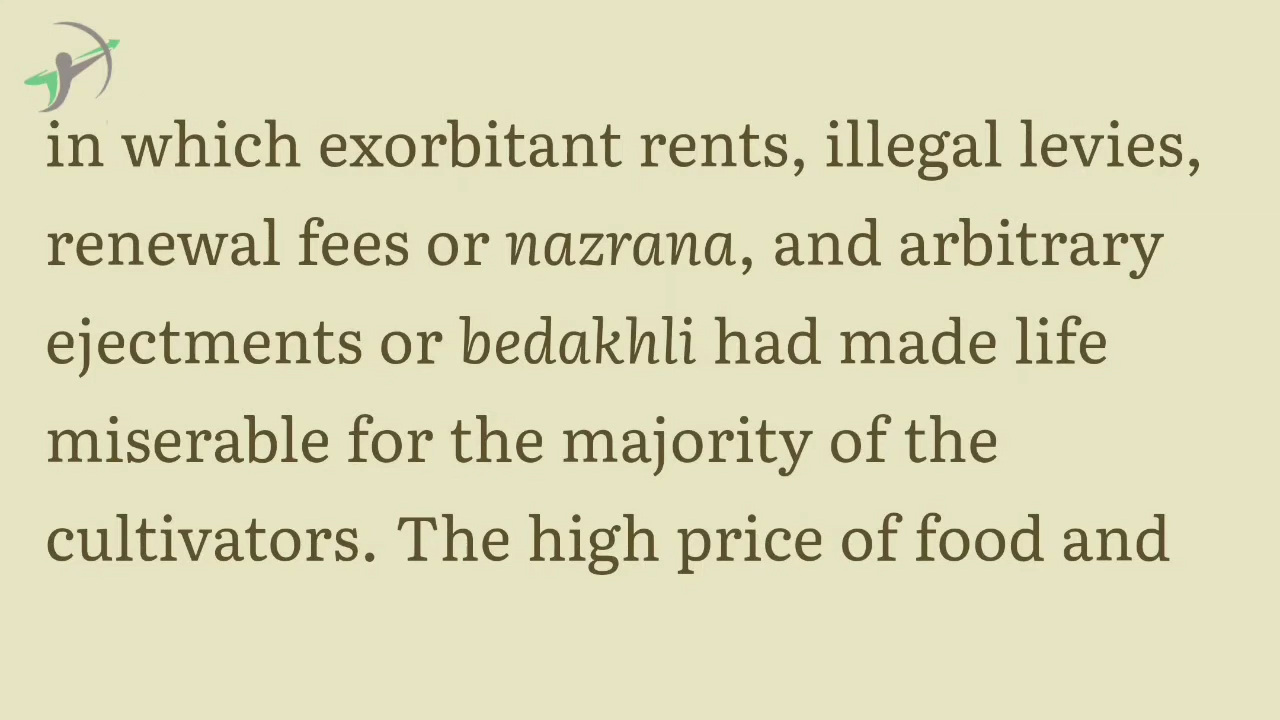 in which exorbitant rents, illegal levies,
renewal fees or nazrana, and arbitrary
ejectments or bedakhli had made life
miserable for the majority of the
cultivators. The high price of food and